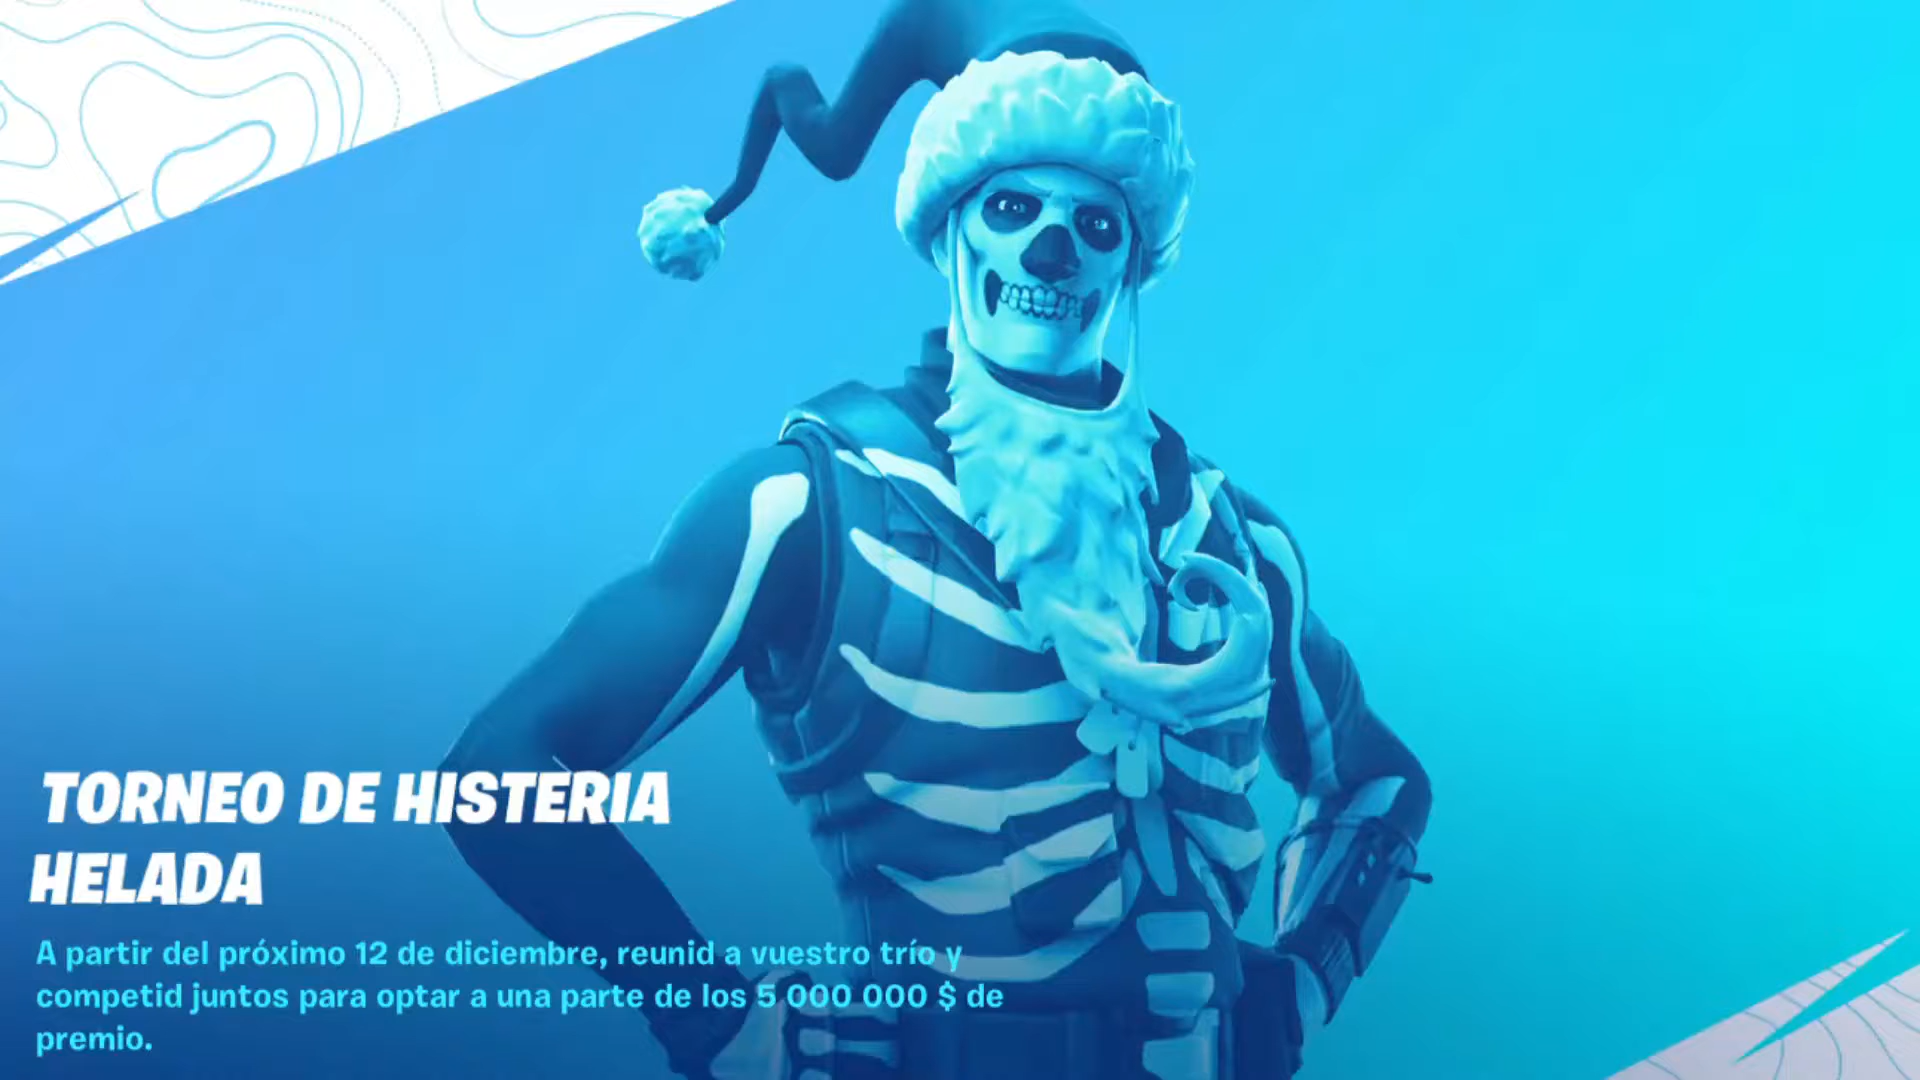 TORNEO DE HISTERIA
HELADA
A partir del próximo 12 de diciembre, reunid a vuestro trío y
competid juntos para optar a una parte de los 5 000 000 $ de
premio.